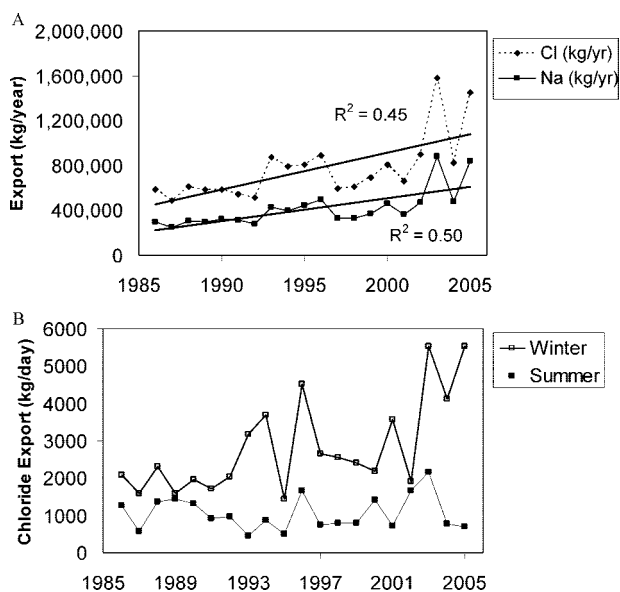 A
Export (kg/year)
2,000,000
1,600,000
1,200,000
800,000
400,000
0
R² = 0.45
R² = 0.50
1985 1990 1995 2000 2005
Cl (kg/yr)
Na (kg/yr)
B
Chloride Export (kg/day)
6000
5000
4000
3000
2000
1000
0
1985 1989 1993 1997 2001 2005
Winter
Summer